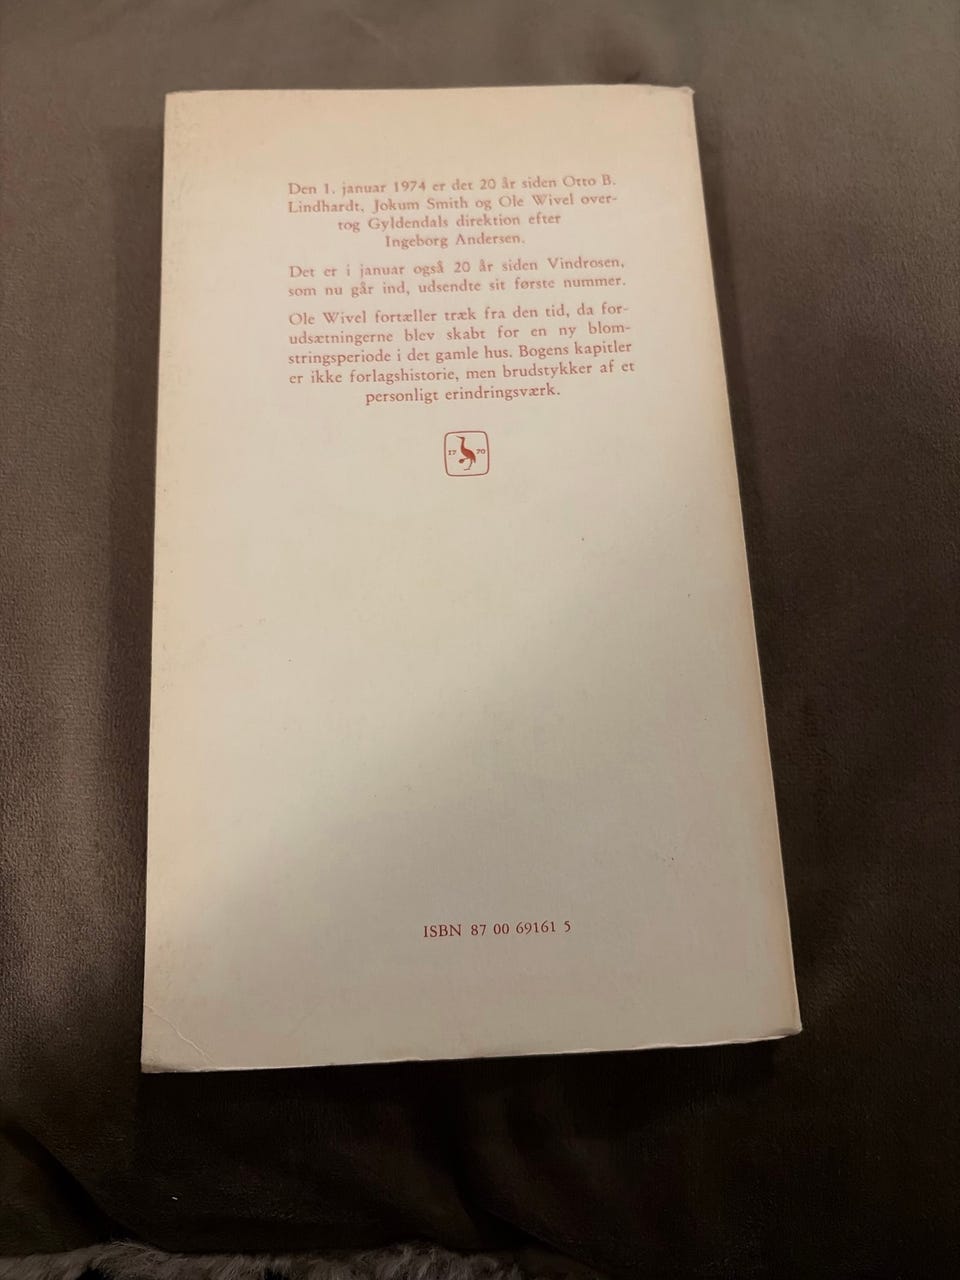 Den 1. januar 1974 er det 20 år siden Otto B.
Lindhardt, Jokum Smith og Ole Wivel over-
tog Gyldendals direktion efter
Ingeborg Andersen.
Det er i januar også 20 år siden Vindrosen,
som nu går ind, udsendte sit første nummer.
Ole Wivel fortæller træk fra den tid, da for-
udsætningerne blev skabt for en ny blom-
stringsperiode i det gamle hus. Bogens kapitler
er ikke forlagshistorie, men brudstykker af et
personligt erindringsværk.
17 70
ISBN 87 00 69161 5